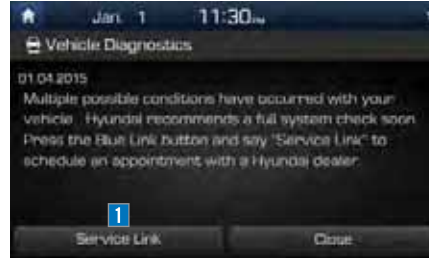 Jan. 1 11:30
Vehicle Diagnostics
01.04.2015
Multiple possible conditions have occurred with your
vehicle. Hyundai recommends a full system check soon.
Press the Blue Link button and say "Service Link" to
schedule an appointment with a Hyundai dealer.
1
Service Link Close